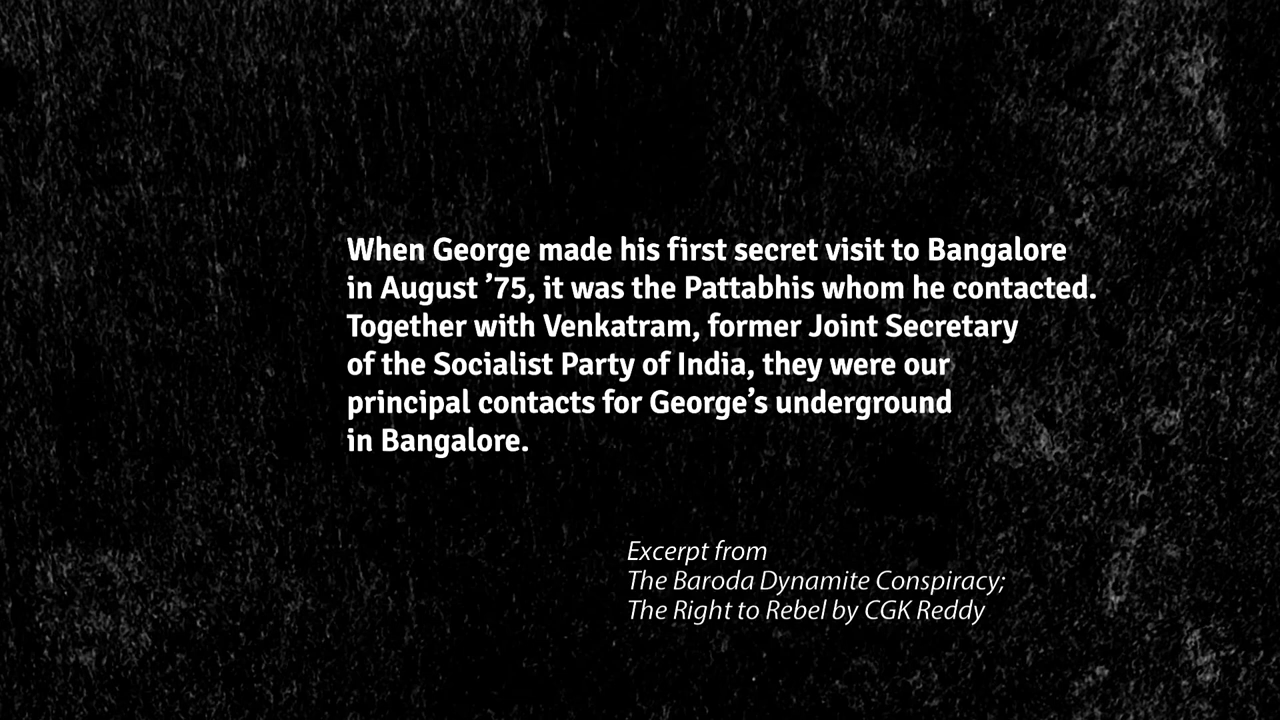 When George made his first secret visit to Bangalore
in August ’75, it was the Pattabhis whom he contacted.
Together with Venkatram, former Joint Secretary
of the Socialist Party of India, they were our
principal contacts for George’s underground
in Bangalore.
Excerpt from
The Baroda Dynamite Conspiracy;
The Right to Rebel by CGK Reddy